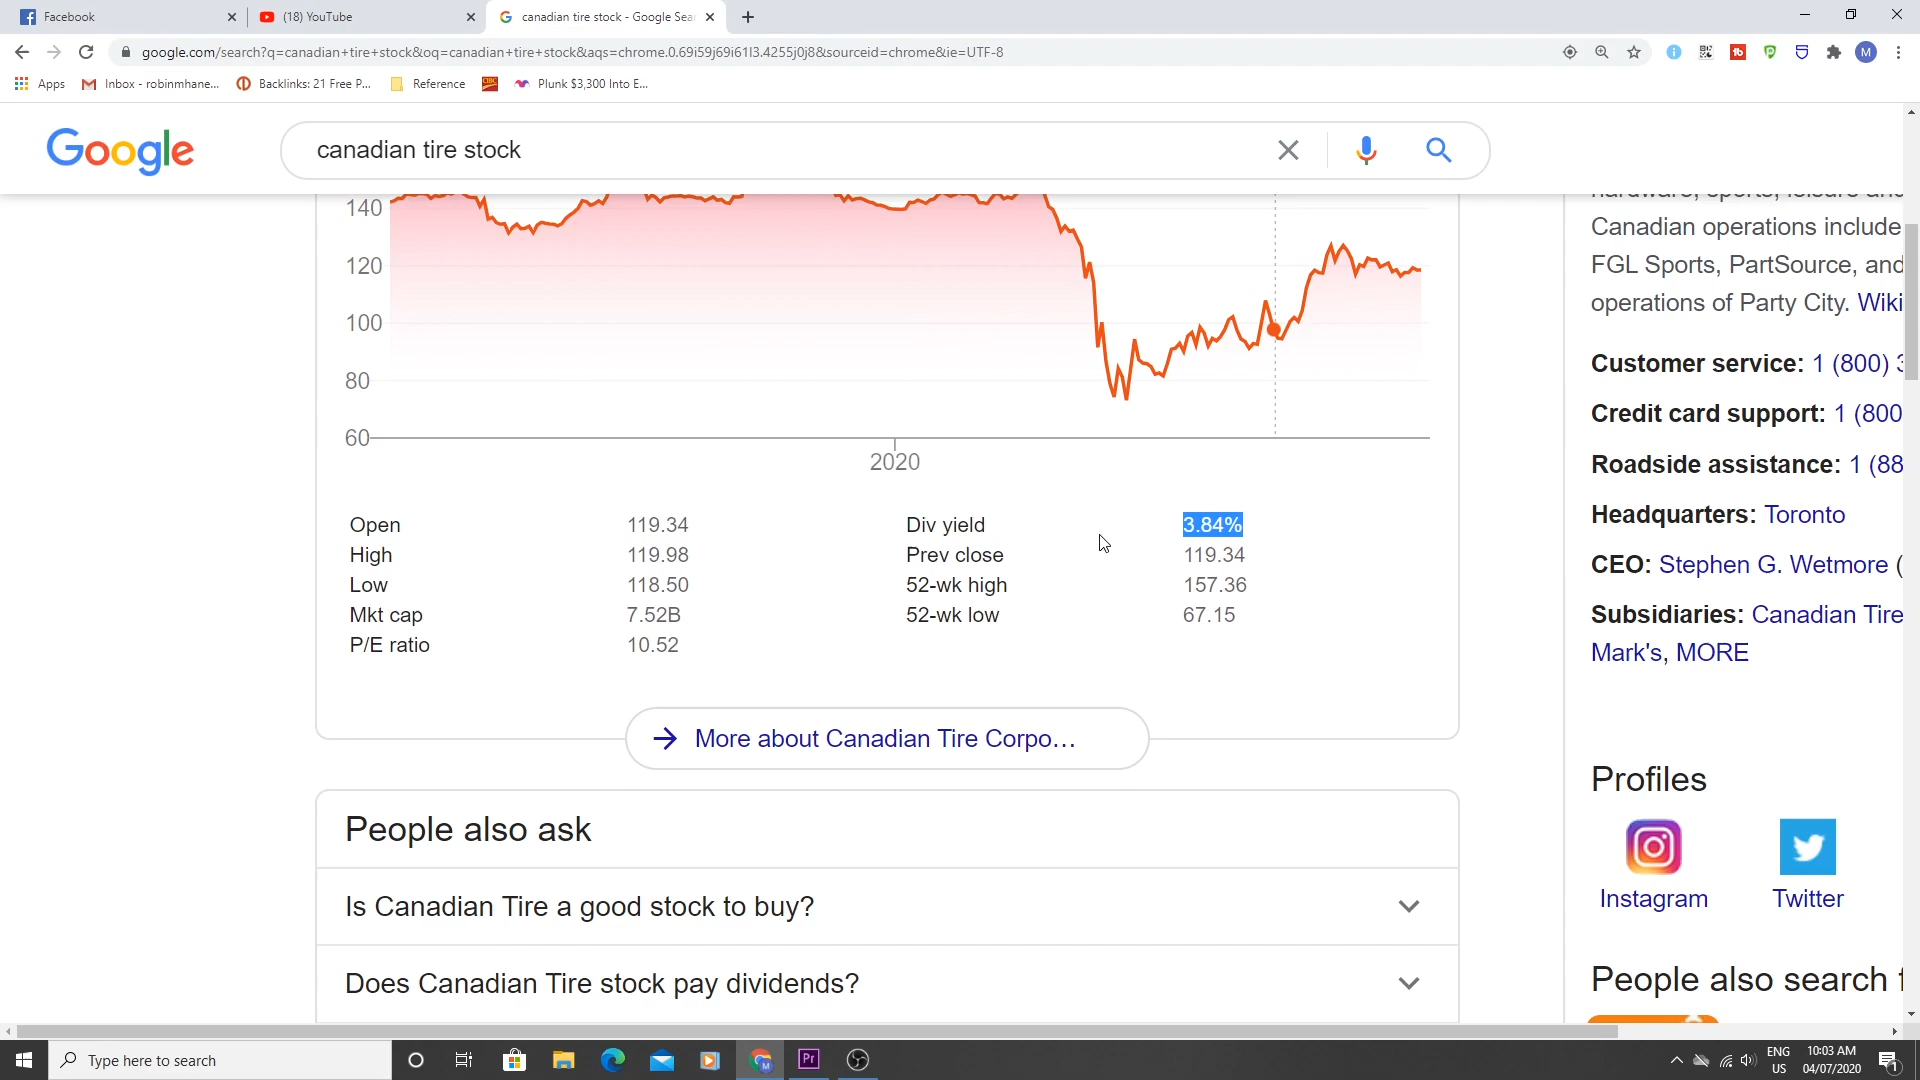 Facebook
(18) YouTube
canadian tire stock - Google Sea
google.com/search?q=canadian+tire+stock&oq=canadian+tire+stock&aqs=chrome.0.69i59j69i61l3.4255j0j8&sourceid=chrome&ie=UTF-8
Apps
Inbox - robinmhane...
Backlinks: 21 Free P...
Reference
CIBC
Plunk $3,300 Into E...
Google
canadian tire stock
140
120
100
80
60
2020
Open 119.34
High 119.98
Low 118.50
Mkt cap 7.52B
P/E ratio 10.52
Div yield 3.84%
Prev close 119.34
52-wk high 157.36
52-wk low 67.15
More about Canadian Tire Corpo...
People also ask
Is Canadian Tire a good stock to buy?
Does Canadian Tire stock pay dividends?
hardware, sports, leisure and
Canadian operations include
FGL Sports, PartSource, and
operations of Party City. Wiki
Customer service: 1 (800) 3
Credit card support: 1 (800
Roadside assistance: 1 (88
Headquarters: Toronto
CEO: Stephen G. Wetmore (
Subsidiaries: Canadian Tire
Mark's, MORE
Profiles
Instagram
Twitter
People also search f
Type here to search
Pr
ENG
US
10:03 AM
04/07/2020
1